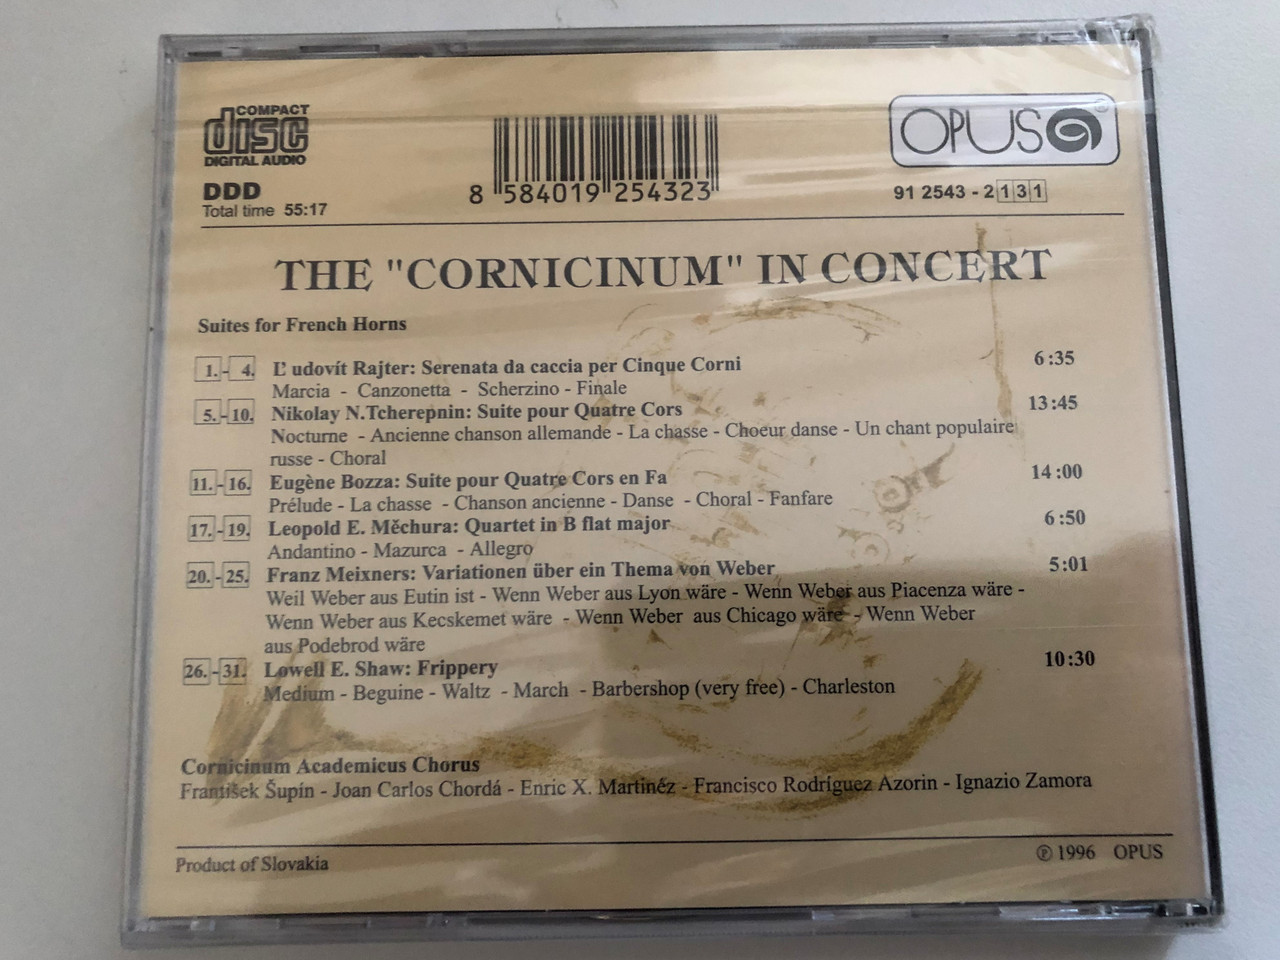 COMPACT
disc
DIGITAL AUDIO
DDD
Total time 55:17
8 584019 254323
OPUS
®
91 2543 - 2 1 3 1
THE "CORNICINUM" IN CONCERT
Suites for French Horns
1. - 4. Ľ udovít Rajter: Serenata da caccia per Cinque Corni 6:35
Marcia - Canzonetta - Scherzino - Finale
5. - 10. Nikolay N.Tcherepnin: Suite pour Quatre Cors 13:45
Nocturne - Ancienne chanson allemande - La chasse - Choeur danse - Un chant populaire
russe - Choral
11. - 16. Eugène Bozza: Suite pour Quatre Cors en Fa 14:00
Prélude - La chasse - Chanson ancienne - Danse - Choral - Fanfare
17. - 19. Leopold E. Měchura: Quartet in B flat major 6:50
Andantino - Mazurca - Allegro
20. - 25. Franz Meixners: Variationen über ein Thema von Weber 5:01
Weil Weber aus Eutin ist - Wenn Weber aus Lyon wäre - Wenn Weber aus Piacenza wäre -
Wenn Weber aus Kecskemet wäre - Wenn Weber aus Chicago wäre - Wenn Weber
aus Podebrod wäre
26. - 31. Lowell E. Shaw: Frippery 10:30
Medium - Beguine - Waltz - March - Barbershop (very free) - Charleston
Cornicinum Academicus Chorus
František Šupín - Joan Carlos Chordá - Enric X. Martinéz - Francisco Rodríguez Azorin - Ignazio Zamora
Product of Slovakia
℗ 1996 OPUS